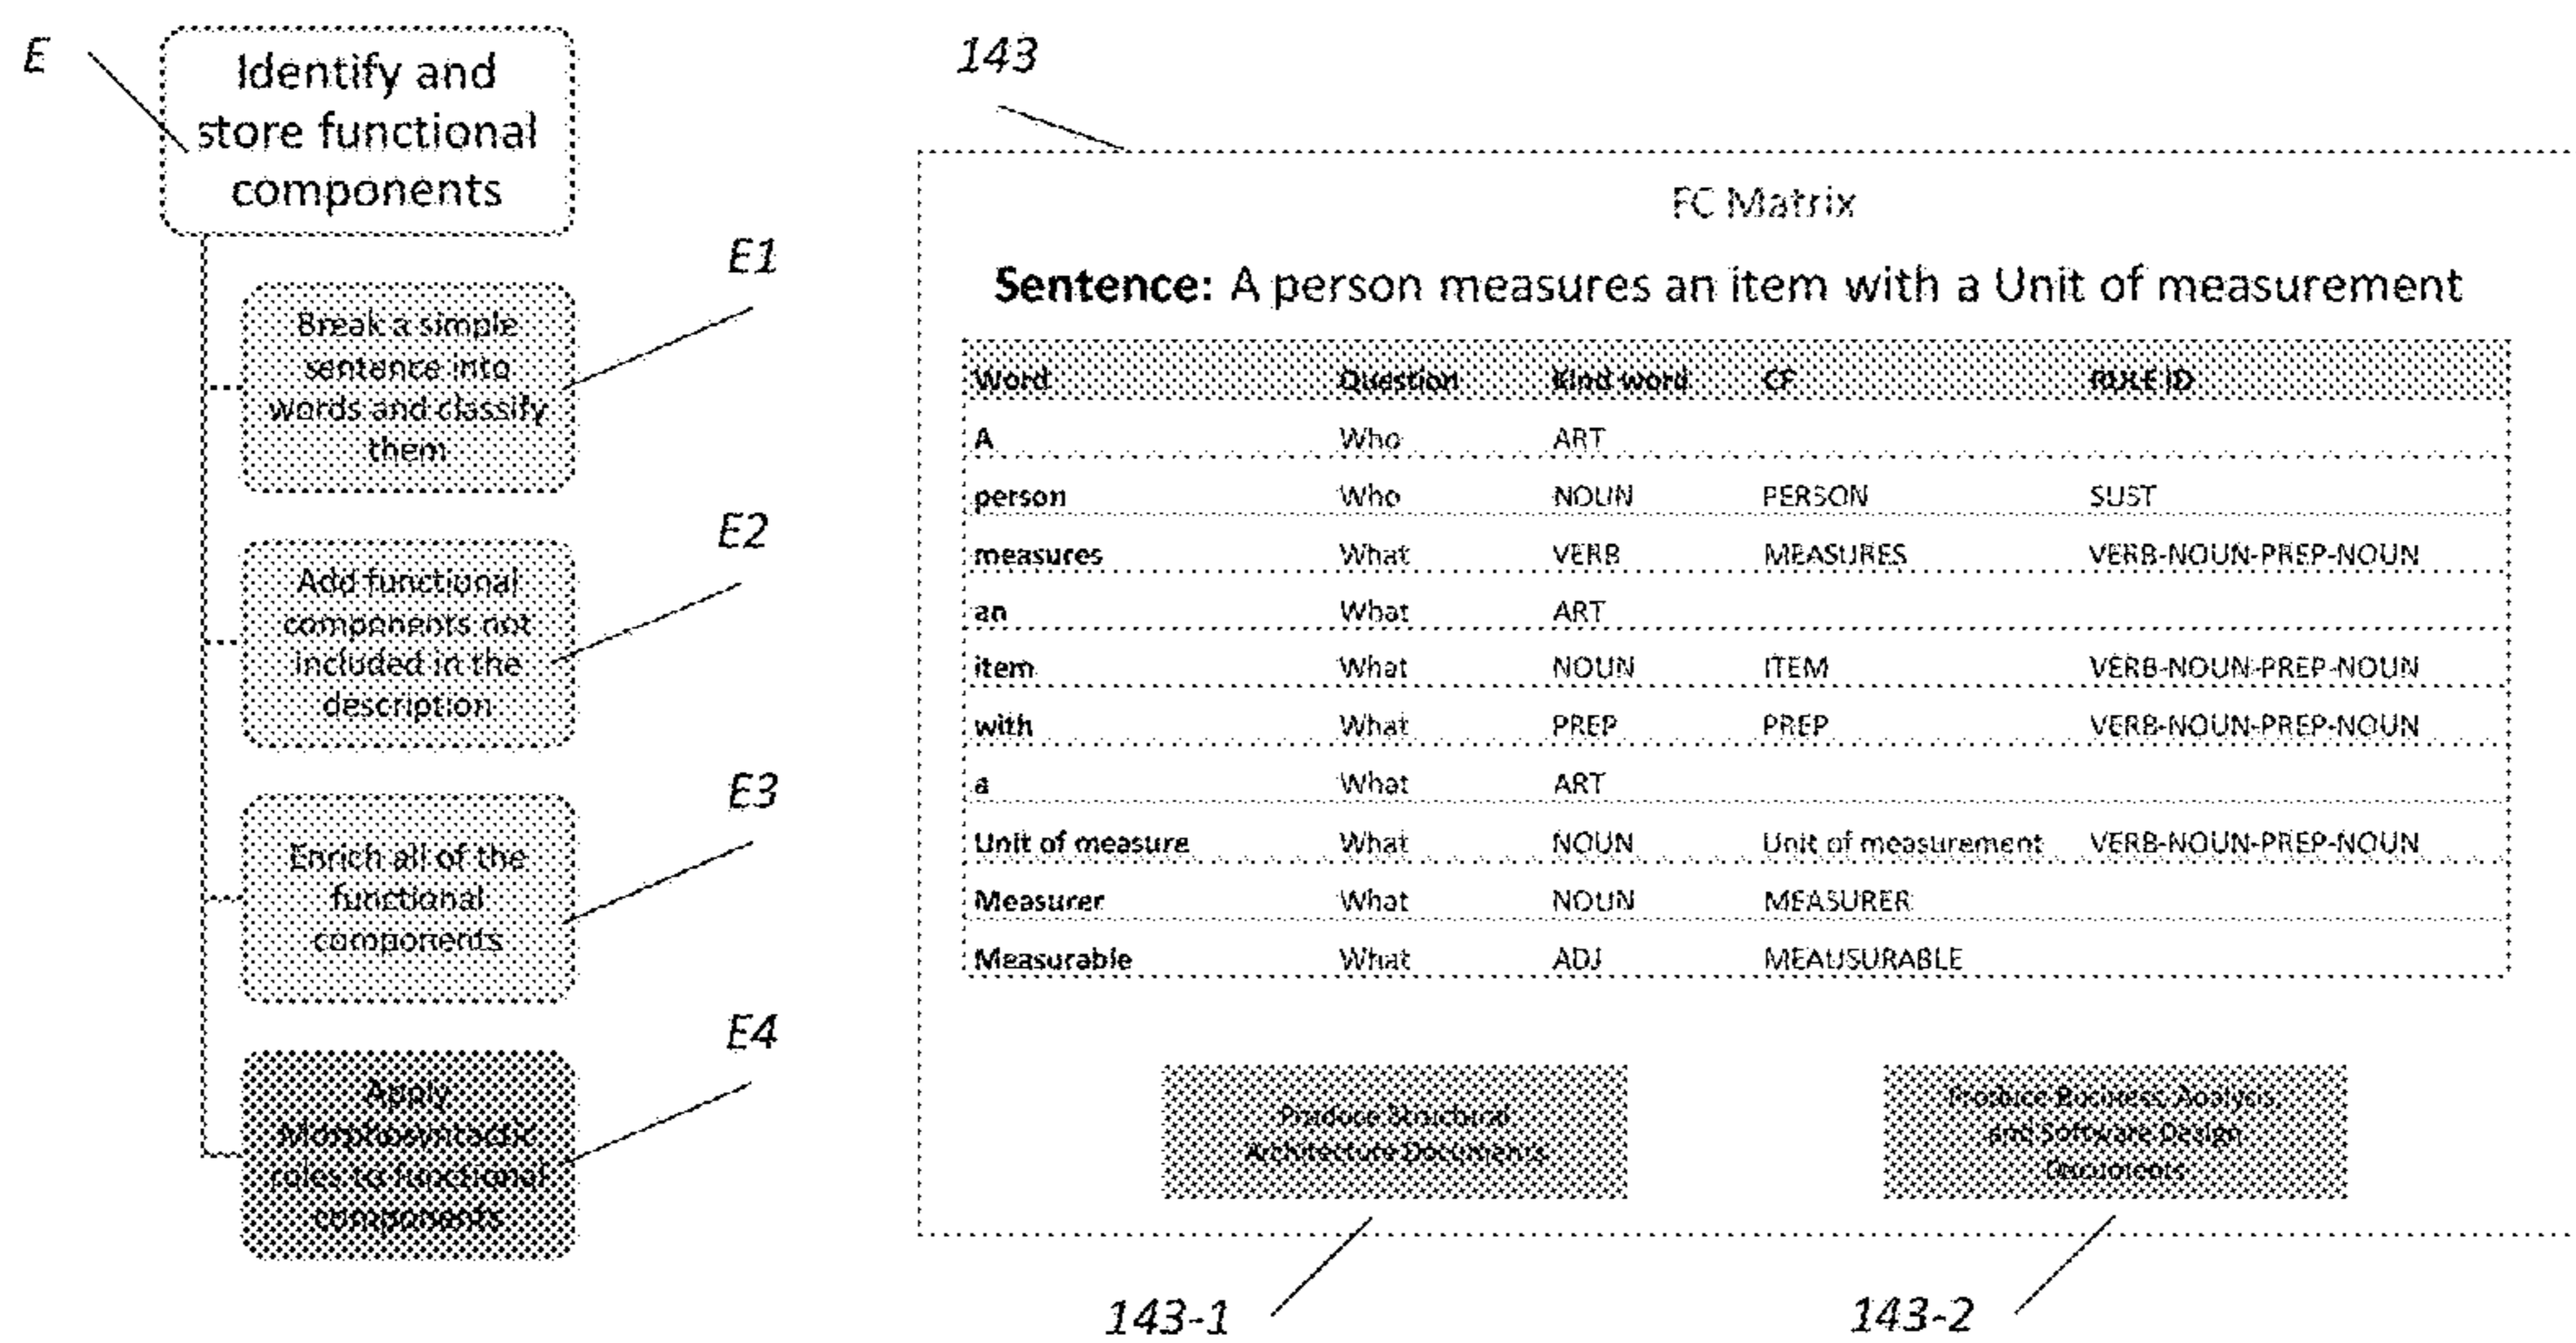 E
Identify and
store functional
components
E1
Break a simple
sentence into
words and classify
them
E2
Add functional
components not
included in the
description
E3
Enrich all of the
functional
components
E4
Apply
Morphosyntactic
rules to functional
components
143
FC Matrix
Sentence: A person measures an item with a Unit of measurement
Word Question Kind word CF RULE ID
A Who ART
person Who NOUN PERSON SUST
measures What VERB MEASURES VERB-NOUN-PREP-NOUN
an What ART
item What NOUN ITEM VERB-NOUN-PREP-NOUN
with What PREP PREP VERB-NOUN-PREP-NOUN
a What ART
Unit of measure What NOUN Unit of measurement VERB-NOUN-PREP-NOUN
Measurer What NOUN MEASURER
Measurable What ADJ MEAUSURABLE
Produce Structural
Architecture Documents
Produce Business Analysis
and Software Design
Documents
143-1
143-2